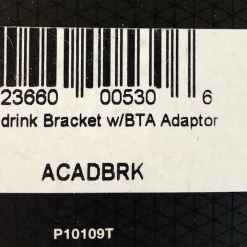 23660 00530 6
drink Bracket w/BTA Adaptor
ACADBRK
P10109T